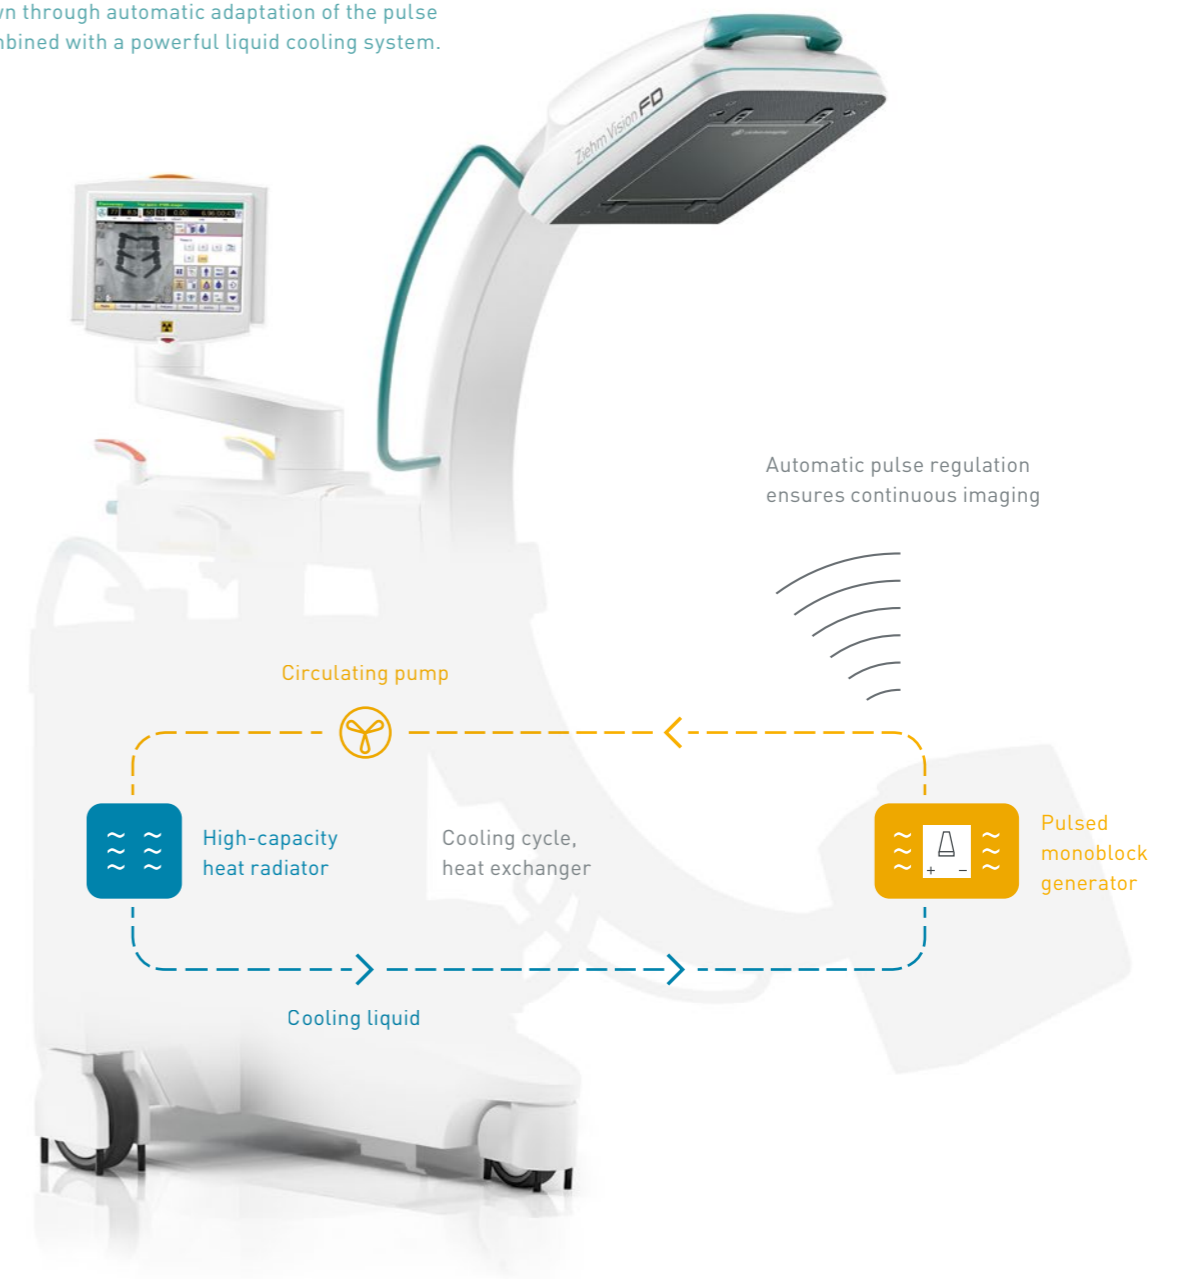 through automatic adaptation of the pulse
with a powerful liquid cooling system.
Ziehm Vision FD
Automatic pulse regulation
ensures continuous imaging
Circulating pump
High-capacity
heat radiator
Cooling cycle,
heat exchanger
Pulsed
monoblock
generator
+ −
Cooling liquid